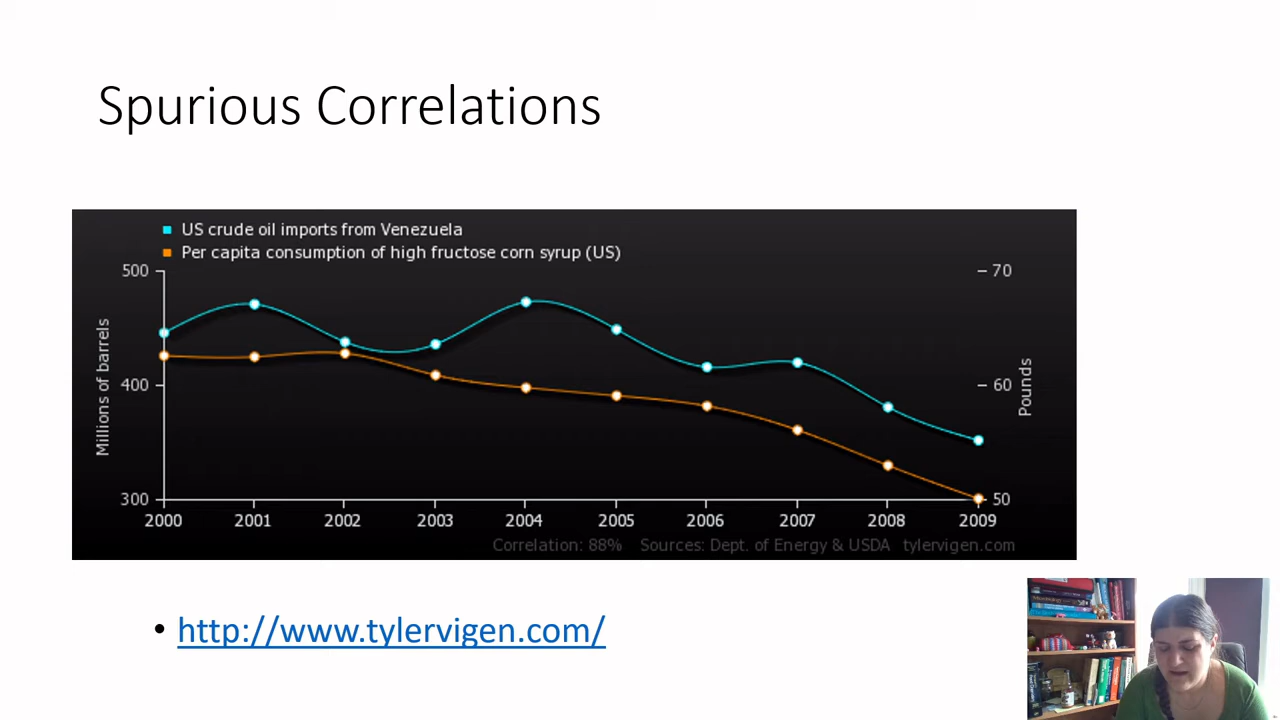 Spurious Correlations
US crude oil imports from Venezuela
Per capita consumption of high fructose corn syrup (US)
500
70
Millions of barrels
400
60
Pounds
300
50
2000 2001 2002 2003 2004 2005 2006 2007 2008 2009
Correlation: 88% Sources: Dept. of Energy & USDA tylervigen.com
• http://www.tylervigen.com/